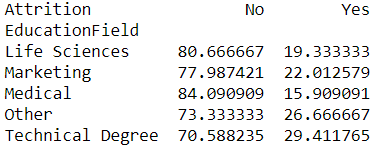 Attrition No Yes
EducationField
Life Sciences 80.666667 19.333333
Marketing 77.987421 22.012579
Medical 84.090909 15.909091
Other 73.333333 26.666667
Technical Degree 70.588235 29.411765